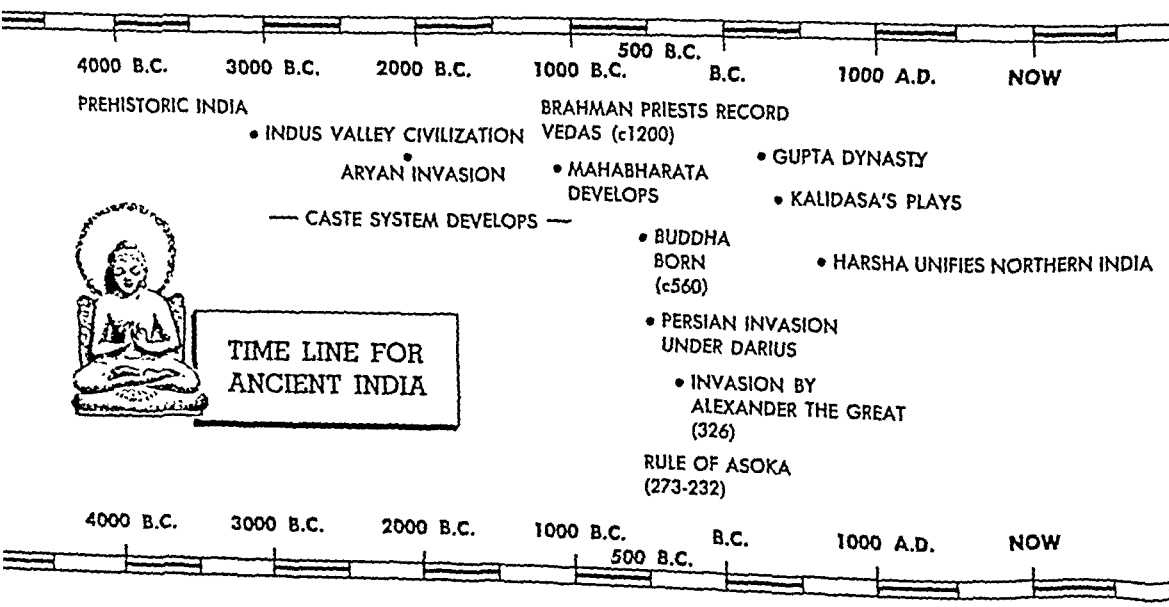 500 B.C.
4000 B.C. 3000 B.C. 2000 B.C. 1000 B.C. B.C. 1000 A.D. NOW
PREHISTORIC INDIA
• INDUS VALLEY CIVILIZATION
• ARYAN INVASION
— CASTE SYSTEM DEVELOPS —
BRAHMAN PRIESTS RECORD
VEDAS (c1200)
• MAHABHARATA
DEVELOPS
• GUPTA DYNASTY
• KALIDASA'S PLAYS
• BUDDHA
BORN
(c560)
• HARSHA UNIFIES NORTHERN INDIA
• PERSIAN INVASION
UNDER DARIUS
• INVASION BY
ALEXANDER THE GREAT
(326)
RULE OF ASOKA
(273-232)
TIME LINE FOR
ANCIENT INDIA
4000 B.C. 3000 B.C. 2000 B.C. 1000 B.C. B.C. 1000 A.D. NOW
500 B.C.